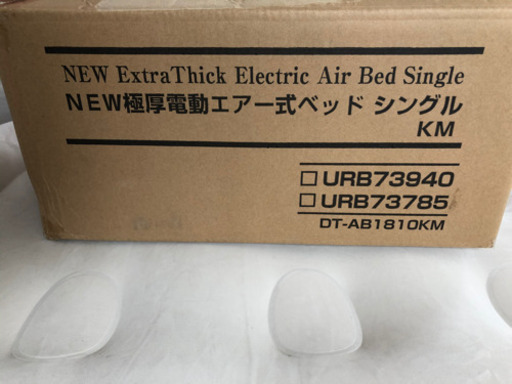 NEW ExtraThick Electric Air Bed Single
NEW極厚電動エアー式ベッド シングル
KM
□URB73940
□URB73785
DT-AB1810KM